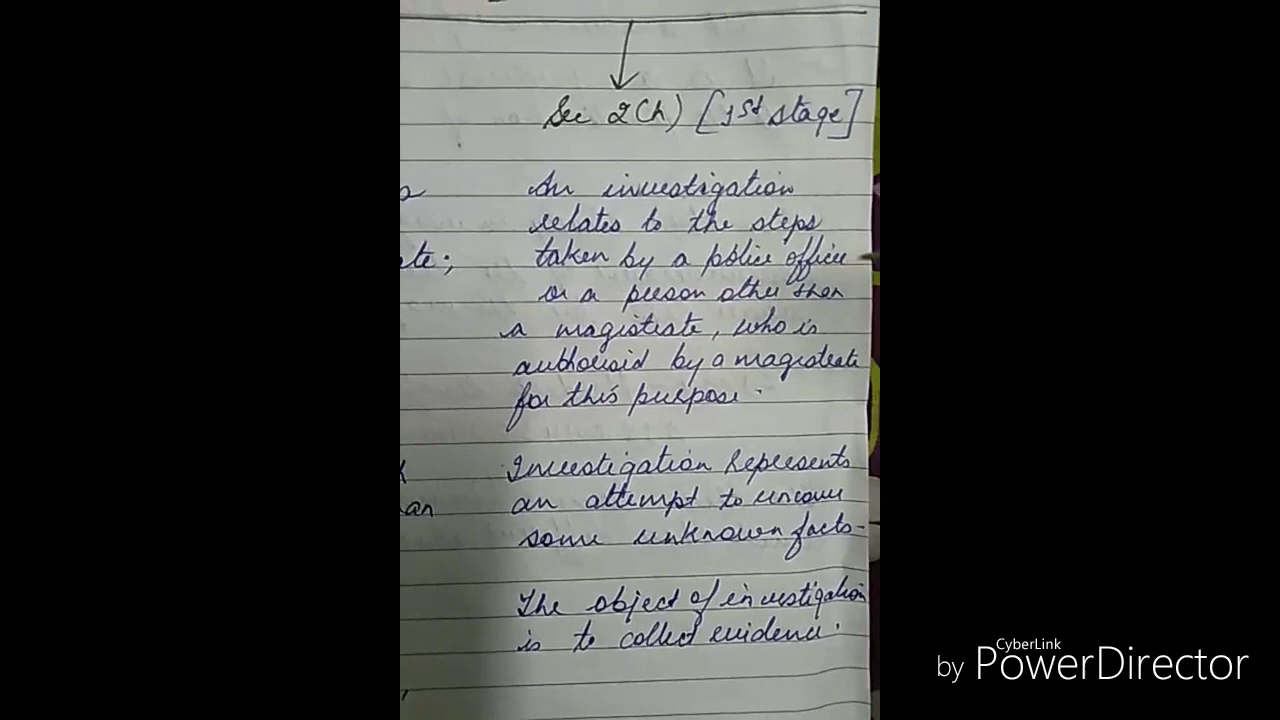 Sec 2(h) [1st stage]
An investigation
relates to the steps
te; taken by a police officer
or a person other than
a magistrate, who is
authorisid by a magistrate
for this purpose.
Investigation Represents
an an attempt to uncover
some unknown facts-
The object of investigation
is to collect evidence.
CyberLink
by PowerDirector